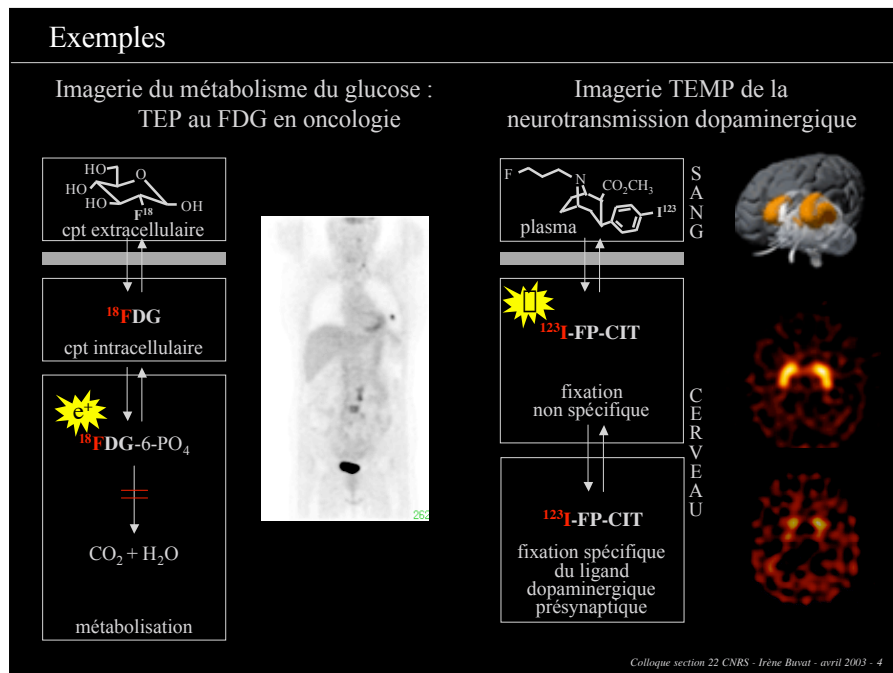 Exemples
Imagerie du métabolisme du glucose :
TEP au FDG en oncologie
HO
O
HO
HO
OH
F¹⁸
cpt extracellulaire
¹⁸FDG
cpt intracellulaire
e⁺
¹⁸FDG-6-PO₄
CO₂ + H₂O
métabolisation
262
Imagerie TEMP de la
neurotransmission dopaminergique
F
N
CO₂CH₃
I¹²³
plasma
SANG
¹²³I-FP-CIT
fixation
non spécifique
CERVEAU
¹²³I-FP-CIT
fixation spécifique
du ligand
dopaminergique
présynaptique
Colloque section 22 CNRS - Irène Buvat - avril 2003 - 4